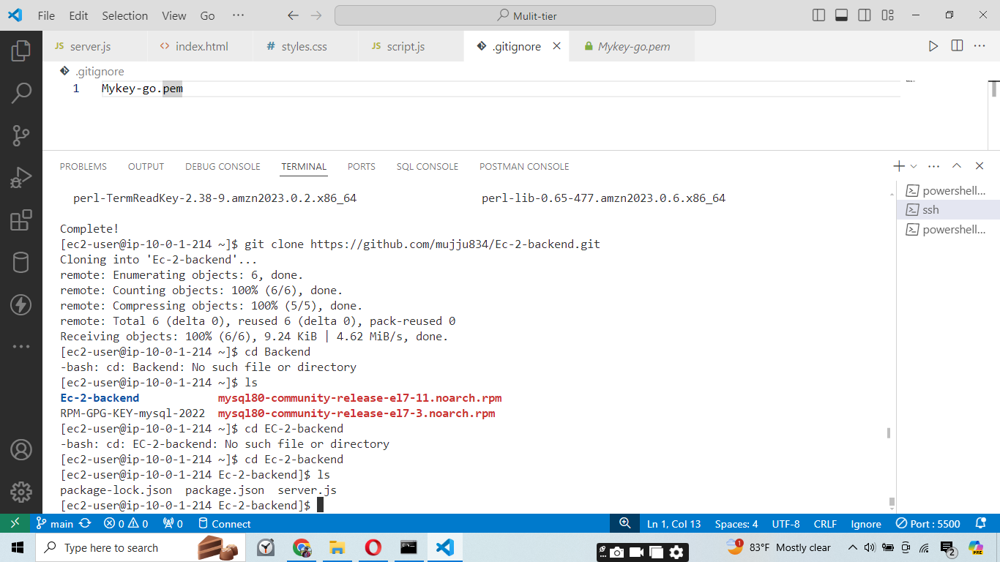 File Edit Selection View Go ··· Mulit-tier
JS server.js <> index.html # styles.css JS script.js .gitignore Mykey-go.pem
.gitignore
1 Mykey-go.pem
PROBLEMS OUTPUT DEBUG CONSOLE TERMINAL PORTS SQL CONSOLE POSTMAN CONSOLE
powershell...
ssh
powershell...
perl-TermReadKey-2.38-9.amzn2023.0.2.x86_64 perl-lib-0.65-477.amzn2023.0.6.x86_64
Complete!
[ec2-user@ip-10-0-1-214 ~]$ git clone https://github.com/mujju834/Ec-2-backend.git
Cloning into 'Ec-2-backend'...
remote: Enumerating objects: 6, done.
remote: Counting objects: 100% (6/6), done.
remote: Compressing objects: 100% (5/5), done.
remote: Total 6 (delta 0), reused 6 (delta 0), pack-reused 0
Receiving objects: 100% (6/6), 9.24 KiB | 4.62 MiB/s, done.
[ec2-user@ip-10-0-1-214 ~]$ cd Backend
-bash: cd: Backend: No such file or directory
[ec2-user@ip-10-0-1-214 ~]$ ls
Ec-2-backend mysql80-community-release-el7-11.noarch.rpm
RPM-GPG-KEY-mysql-2022 mysql80-community-release-el7-3.noarch.rpm
[ec2-user@ip-10-0-1-214 ~]$ cd EC-2-backend
-bash: cd: EC-2-backend: No such file or directory
[ec2-user@ip-10-0-1-214 ~]$ cd Ec-2-backend
[ec2-user@ip-10-0-1-214 Ec-2-backend]$ ls
package-lock.json package.json server.js
[ec2-user@ip-10-0-1-214 Ec-2-backend]$
main 0 0 0 Connect Ln 1, Col 13 Spaces: 4 UTF-8 CRLF Ignore Port : 5500
Type here to search 1 83°F Mostly clear 2 PRE